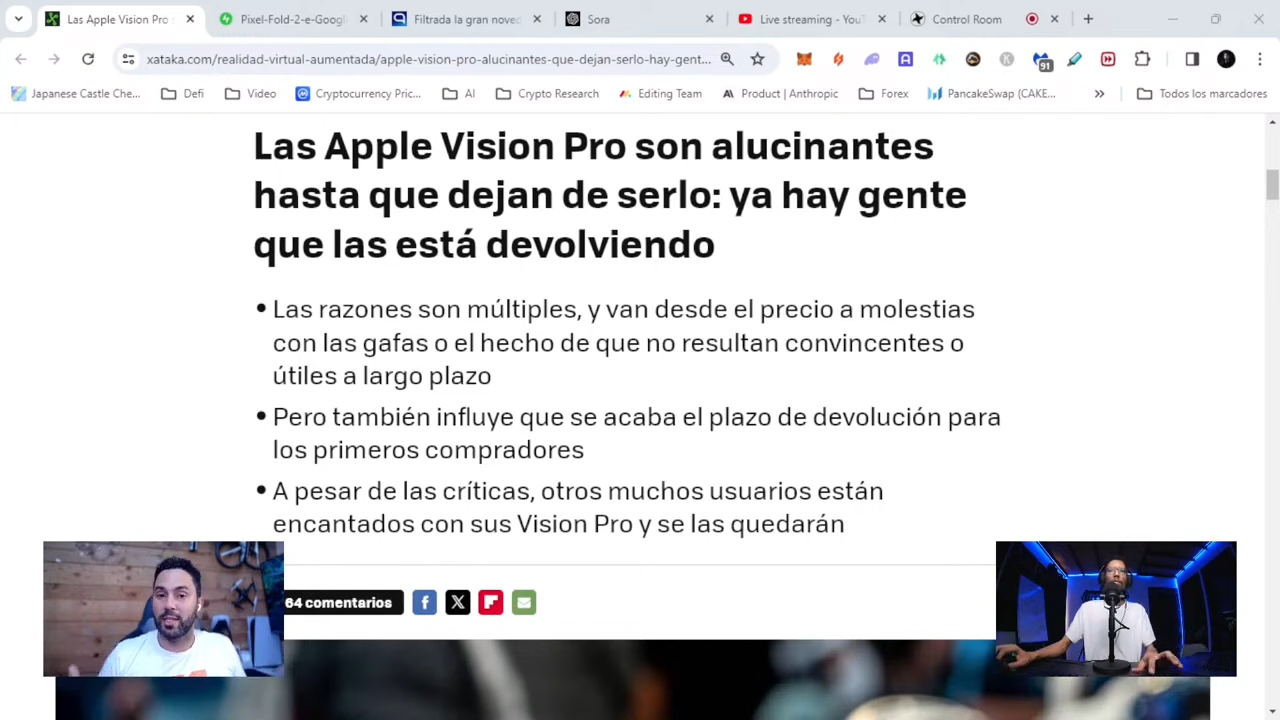 Las Apple Vision Pro s
Pixel-Fold-2-e-Google
Filtrada la gran noved
Sora
Live streaming - YouT
Control Room
xataka.com/realidad-virtual-aumentada/apple-vision-pro-alucinantes-que-dejan-serlo-hay-gent...
91
Japanese Castle Che...
Defi
Video
Cryptocurrency Pric...
AI
Crypto Research
Editing Team
Product | Anthropic
Forex
PancakeSwap (CAKE...
Todos los marcadores
Las Apple Vision Pro son alucinantes
hasta que dejan de serlo: ya hay gente
que las está devolviendo
• Las razones son múltiples, y van desde el precio a molestias
con las gafas o el hecho de que no resultan convincentes o
útiles a largo plazo
• Pero también influye que se acaba el plazo de devolución para
los primeros compradores
• A pesar de las críticas, otros muchos usuarios están
encantados con sus Vision Pro y se las quedarán
64 comentarios